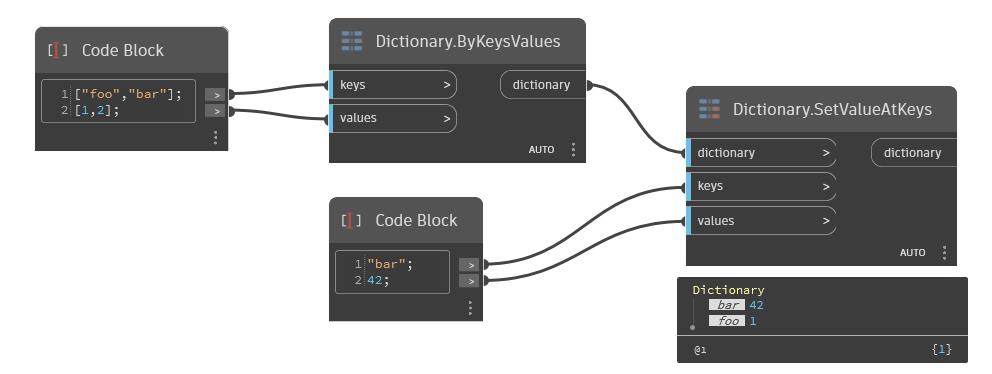 [I] Code Block
1 ["foo","bar"];
2 [1,2];
>
>
Dictionary.ByKeysValues
keys >
values >
dictionary
AUTO
[I] Code Block
1 "bar";
2 42;
>
>
Dictionary.SetValueAtKeys
dictionary >
keys >
values >
dictionary
AUTO
Dictionary
bar 42
foo 1
@1 {1}